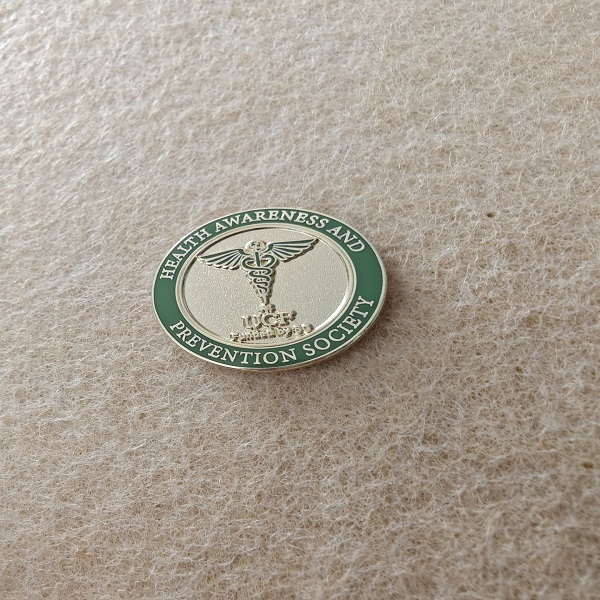 HEALTH AWARENESS AND
PREVENTION SOCIETY
UCF